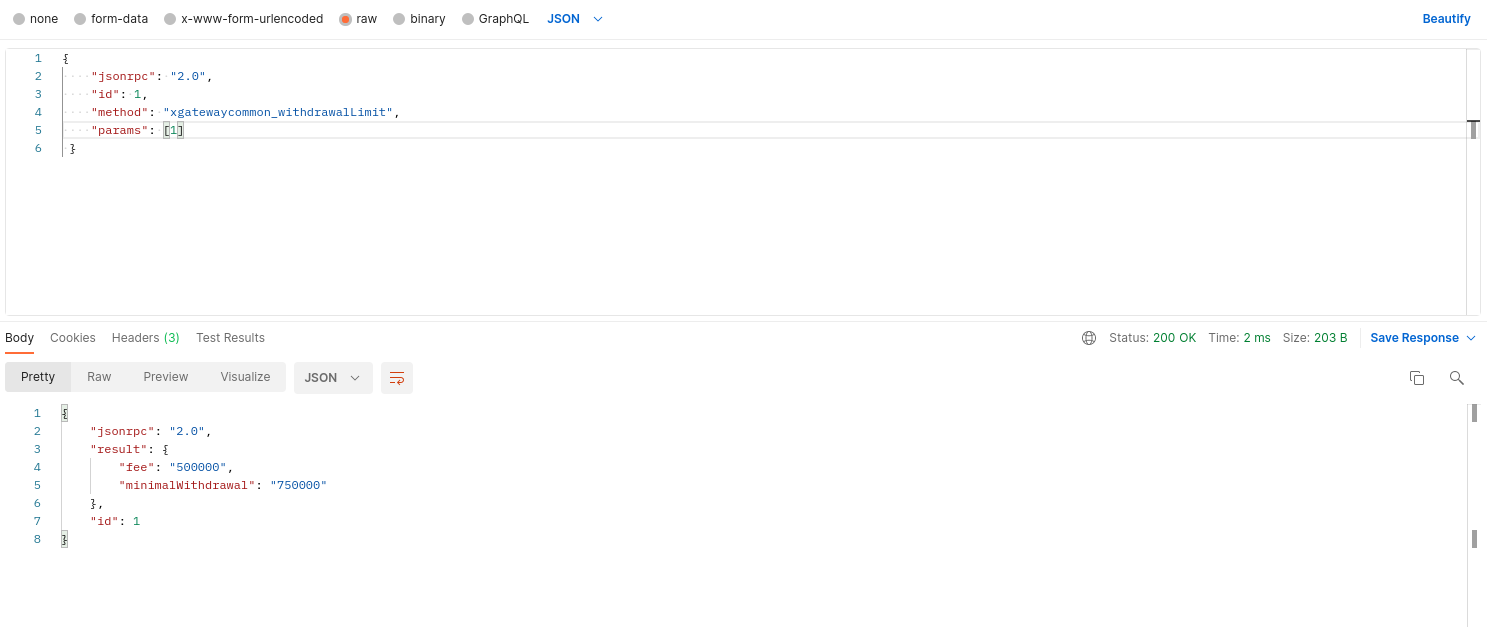 none form-data x-www-form-urlencoded raw binary GraphQL JSON Beautify
1 {
2 ····"jsonrpc":·"2.0",
3 ····"id":·1,
4 ····"method":·"xgatewaycommon_withdrawalLimit",
5 ····"params":·[1]
6 ·}
Body Cookies Headers (3) Test Results Status: 200 OK Time: 2 ms Size: 203 B Save Response
Pretty Raw Preview Visualize JSON
1 {
2 "jsonrpc": "2.0",
3 "result": {
4 "fee": "500000",
5 "minimalWithdrawal": "750000"
6 },
7 "id": 1
8 }